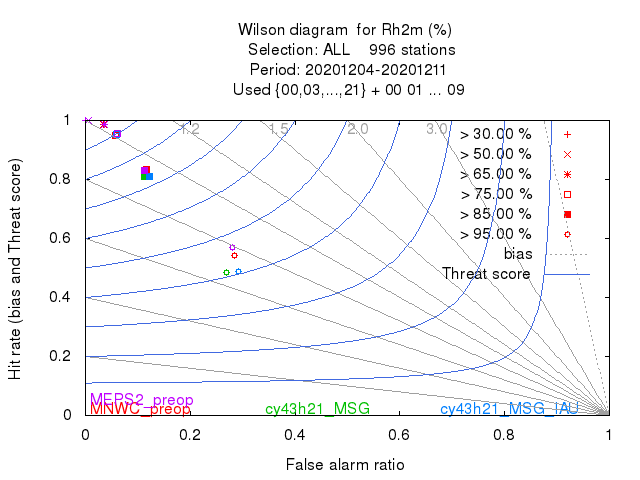 Wilson diagram for Rh2m (%)
Selection: ALL 996 stations
Period: 20201204-20201211
Used {00,03,...,21} + 00 01 ... 09
Hit rate (bias and Threat score)
1
0.8
0.6
0.4
0.2
0
1.2
1.5
2.0
3.0
> 30.00 %
> 50.00 %
> 65.00 %
> 75.00 %
> 85.00 %
> 95.00 %
bias
Threat score
MEPS2_preop
MNWC_preop
cy43h21_MSG
cy43h21_MSG_IAU
0 0.2 0.4 0.6 0.8 1
False alarm ratio